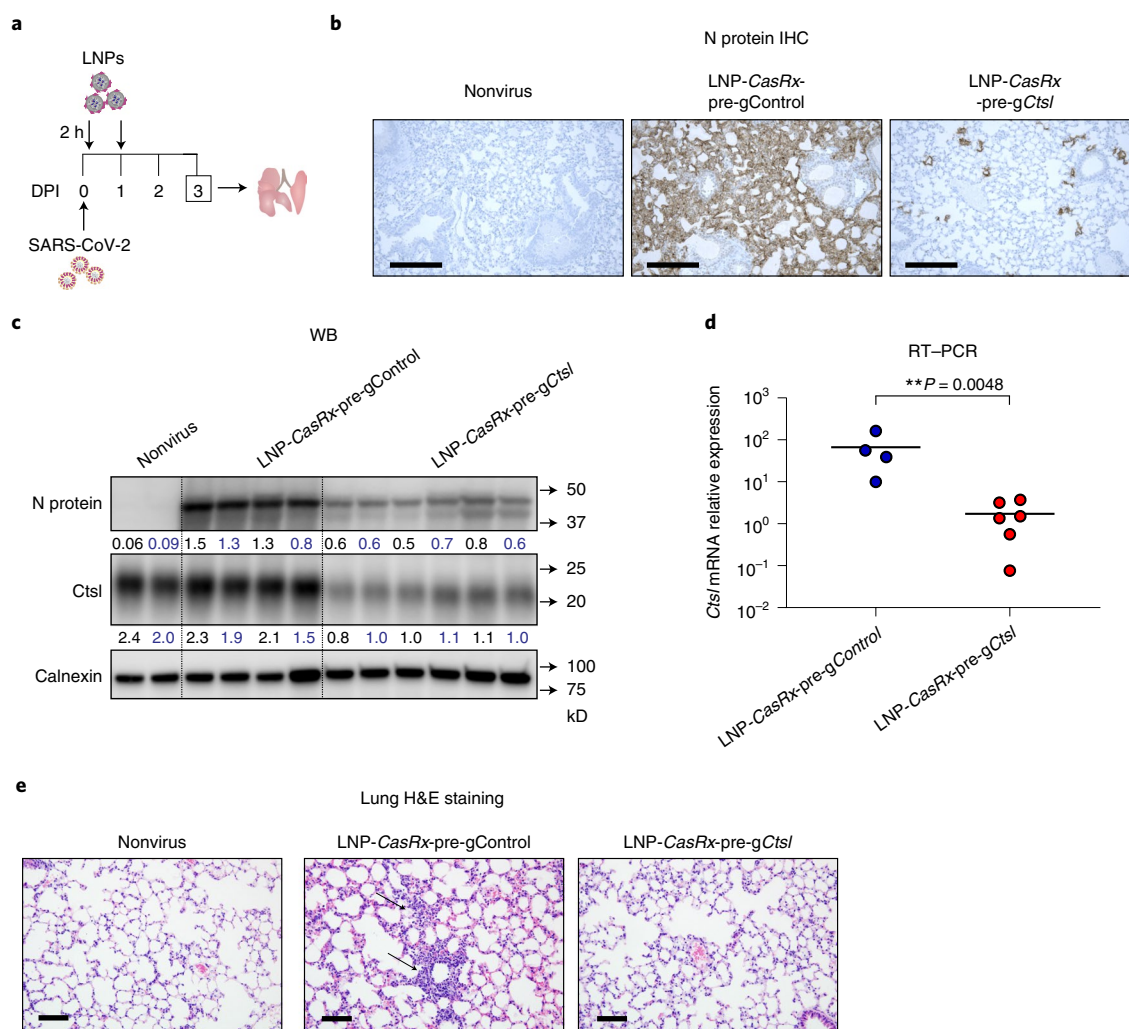 a
LNPs
2 h
DPI 0 1 2 3
SARS-CoV-2
b
N protein IHC
Nonvirus
LNP-CasRx-
pre-gControl
LNP-CasRx
-pre-gCtsl
c
WB
Nonvirus
LNP-CasRx-pre-gControl
LNP-CasRx-pre-gCtsl
N protein
50
37
0.06 0.09 1.5 1.3 1.3 0.8 0.6 0.6 0.5 0.7 0.8 0.6
Ctsl
25
20
2.4 2.0 2.3 1.9 2.1 1.5 0.8 1.0 1.0 1.1 1.1 1.0
Calnexin
100
75
kD
d
RT–PCR
**P = 0.0048
Ctsl mRNA relative expression
10³
10²
10¹
10⁰
10⁻¹
10⁻²
LNP-CasRx-pre-gControl
LNP-CasRx-pre-gCtsl
e
Lung H&E staining
Nonvirus
LNP-CasRx-pre-gControl
LNP-CasRx-pre-gCtsl